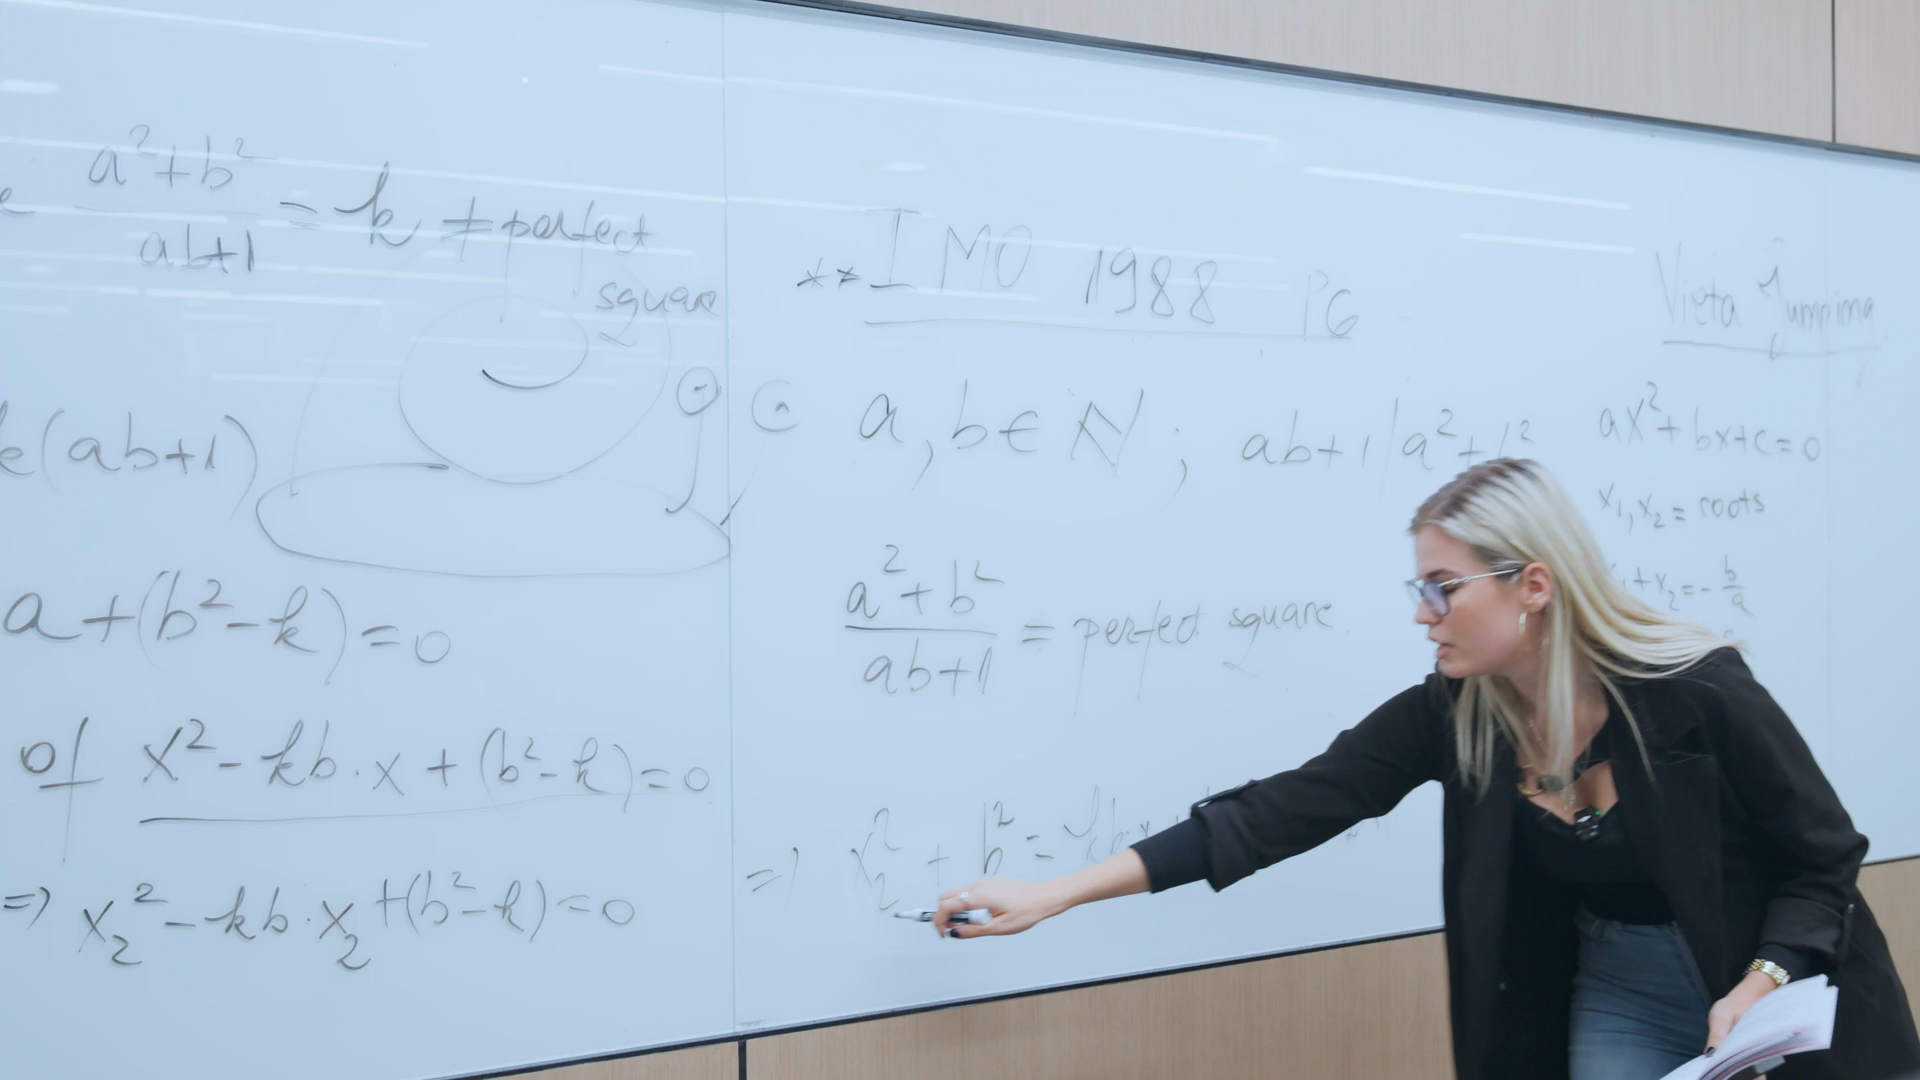 a²+b²
ab+1
= k ≠ perfect
square
k(ab+1)
a+(b²-k)=0
of x²-kb·x+(b²-k)=0
=> x₂²-kb·x₂+(b²-k)=0
**IMO 1988 P6
a,b∈N; ab+1|a²+b²
a²+b²
ab+1
= perfect square
=> x₂² + b² = kbx
Vieta Jumping
ax²+bx+c=0
x₁,x₂= roots
+x₂=-b/a